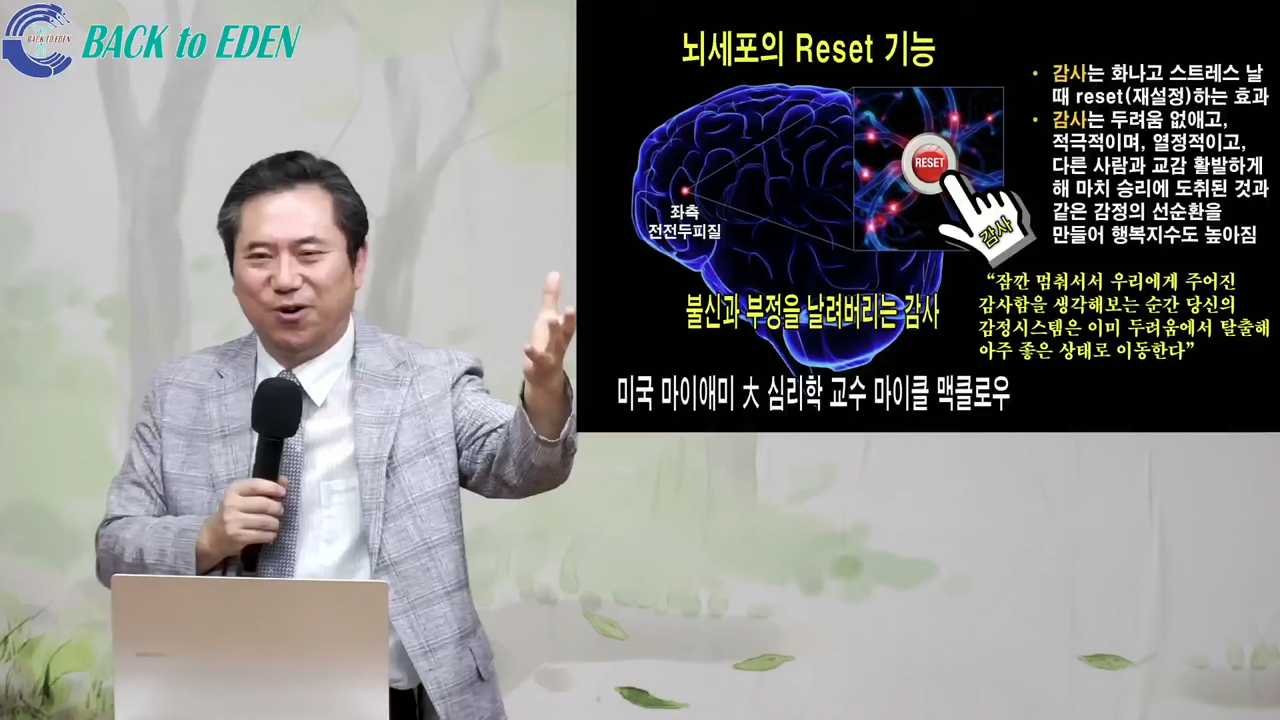 BACK TO EDEN
BACK to EDEN
뇌세포의 Reset 기능
RESET
감사
좌측
전전두피질
불신과 부정을 날려버리는 감사
미국 마이애미 大 심리학 교수 마이클 맥클로우
• 감사는 화나고 스트레스 날
때 reset(재설정)하는 효과
• 감사는 두려움 없애고,
적극적이며, 열정적이고,
다른 사람과 교감 활발하게
해 마치 승리에 도취된 것과
같은 감정의 선순환을
만들어 행복지수도 높아짐
“잠깐 멈춰서서 우리에게 주어진
감사함을 생각해보는 순간 당신의
감정시스템은 이미 두려움에서 탈출해
아주 좋은 상태로 이동한다”